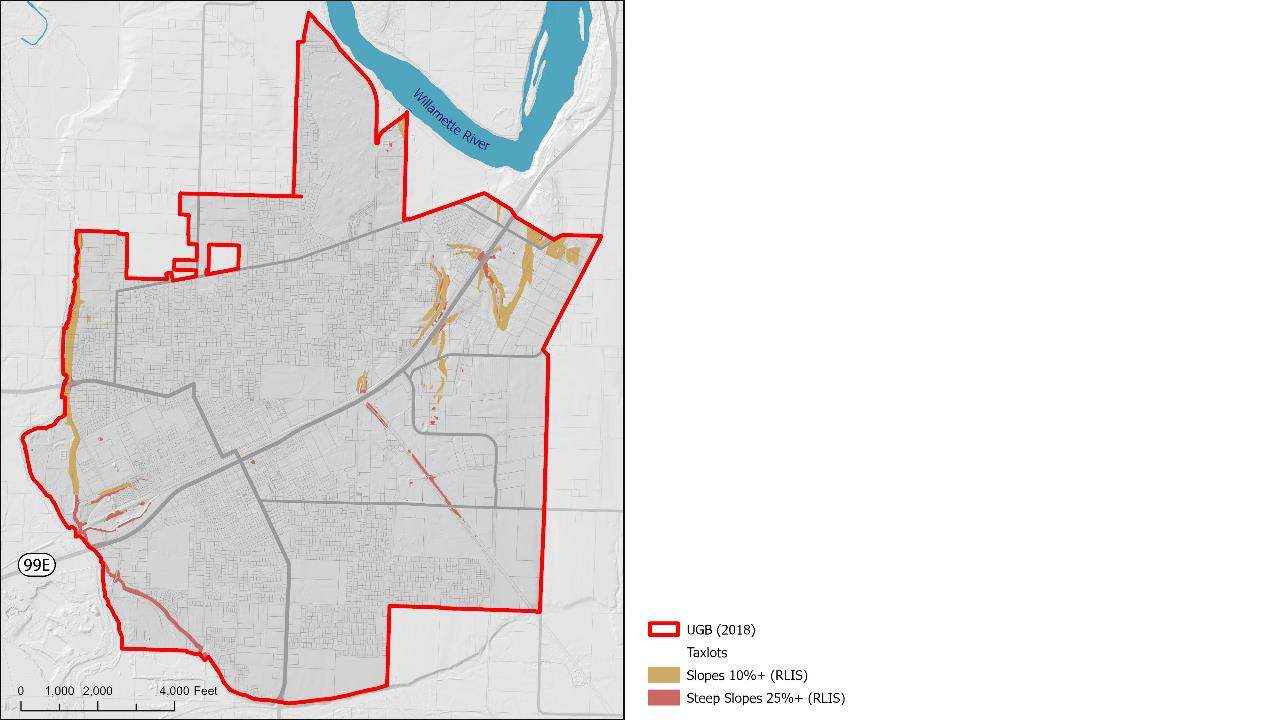 Willamette River
99E
0 1,000 2,000 4,000 Feet
UGB (2018)
Taxlots
Slopes 10%+ (RLIS)
Steep Slopes 25%+ (RLIS)